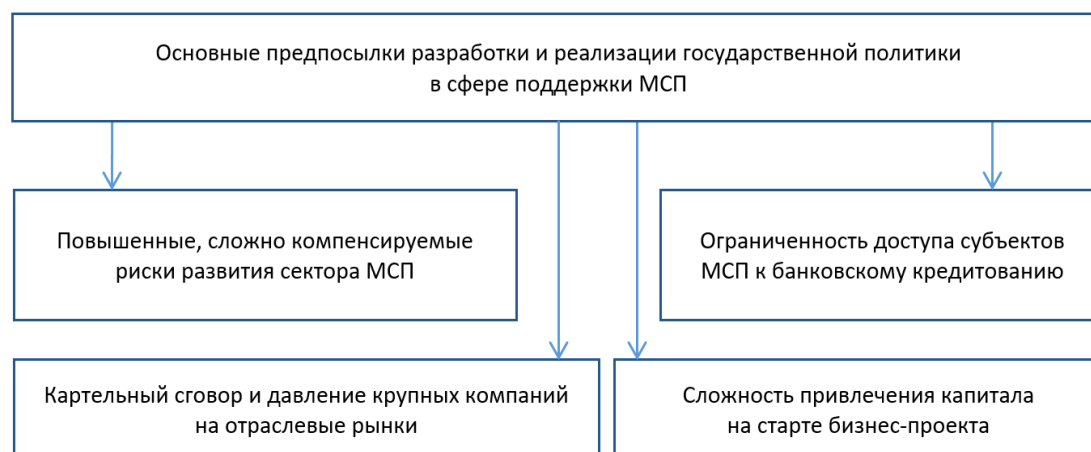 Основные предпосылки разработки и реализации государственной политики
в сфере поддержки МСП
Повышенные, сложно компенсируемые
риски развития сектора МСП
Ограниченность доступа субъектов
МСП к банковскому кредитованию
Картельный сговор и давление крупных компаний
на отраслевые рынки
Сложность привлечения капитала
на старте бизнес-проекта